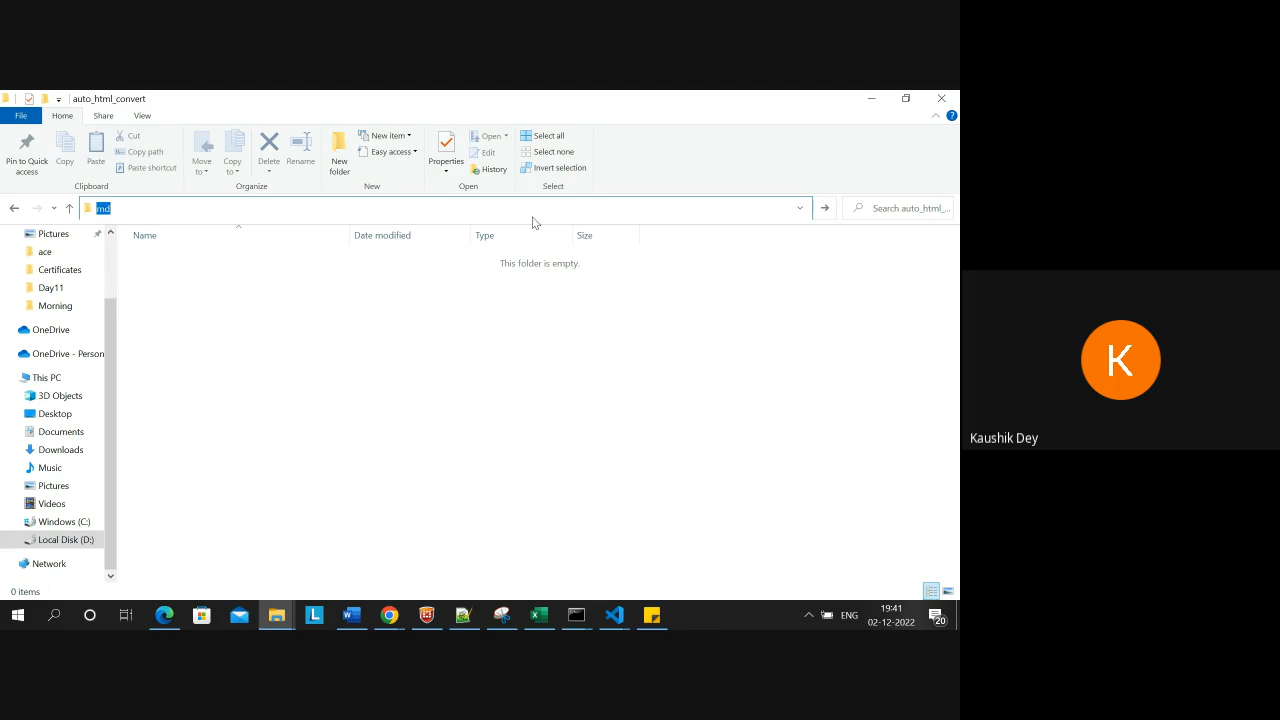 auto_html_convert
File Home Share View
Pin to Quick access
Copy
Paste
Cut
Copy path
Paste shortcut
Clipboard
Move to
Copy to
Delete
Rename
Organize
New folder
New item
Easy access
New
Properties
Open
Edit
History
Open
Select all
Select none
Invert selection
Select
md
Search auto_html_...
Name Date modified Type Size
This folder is empty.
Pictures
ace
Certificates
Day11
Morning
OneDrive
OneDrive - Person
This PC
3D Objects
Desktop
Documents
Downloads
Music
Pictures
Videos
Windows (C:)
Local Disk (D:)
Network
0 items
ENG
19:41
02-12-2022
20
K
Kaushik Dey